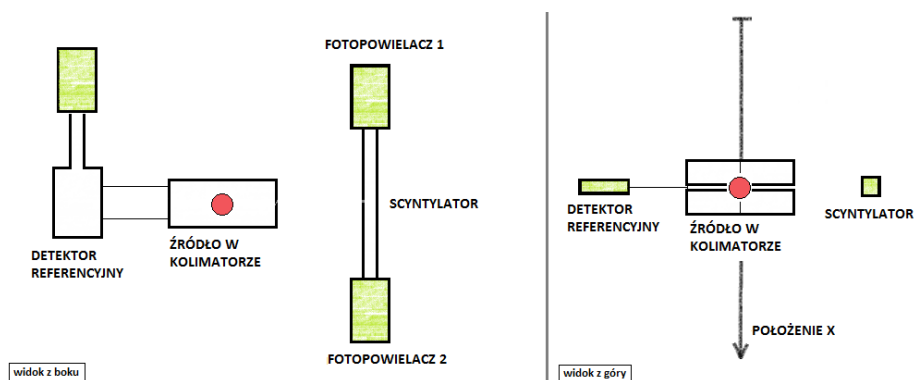 FOTOPOWIELACZ 1
SCYNTYLATOR
DETEKTOR
REFERENCYJNY
ŹRÓDŁO W
KOLIMATORZE
FOTOPOWIELACZ 2
widok z boku
DETEKTOR
REFERENCYJNY
ŹRÓDŁO W
KOLIMATORZE
SCYNTYLATOR
POŁOŻENIE X
widok z góry